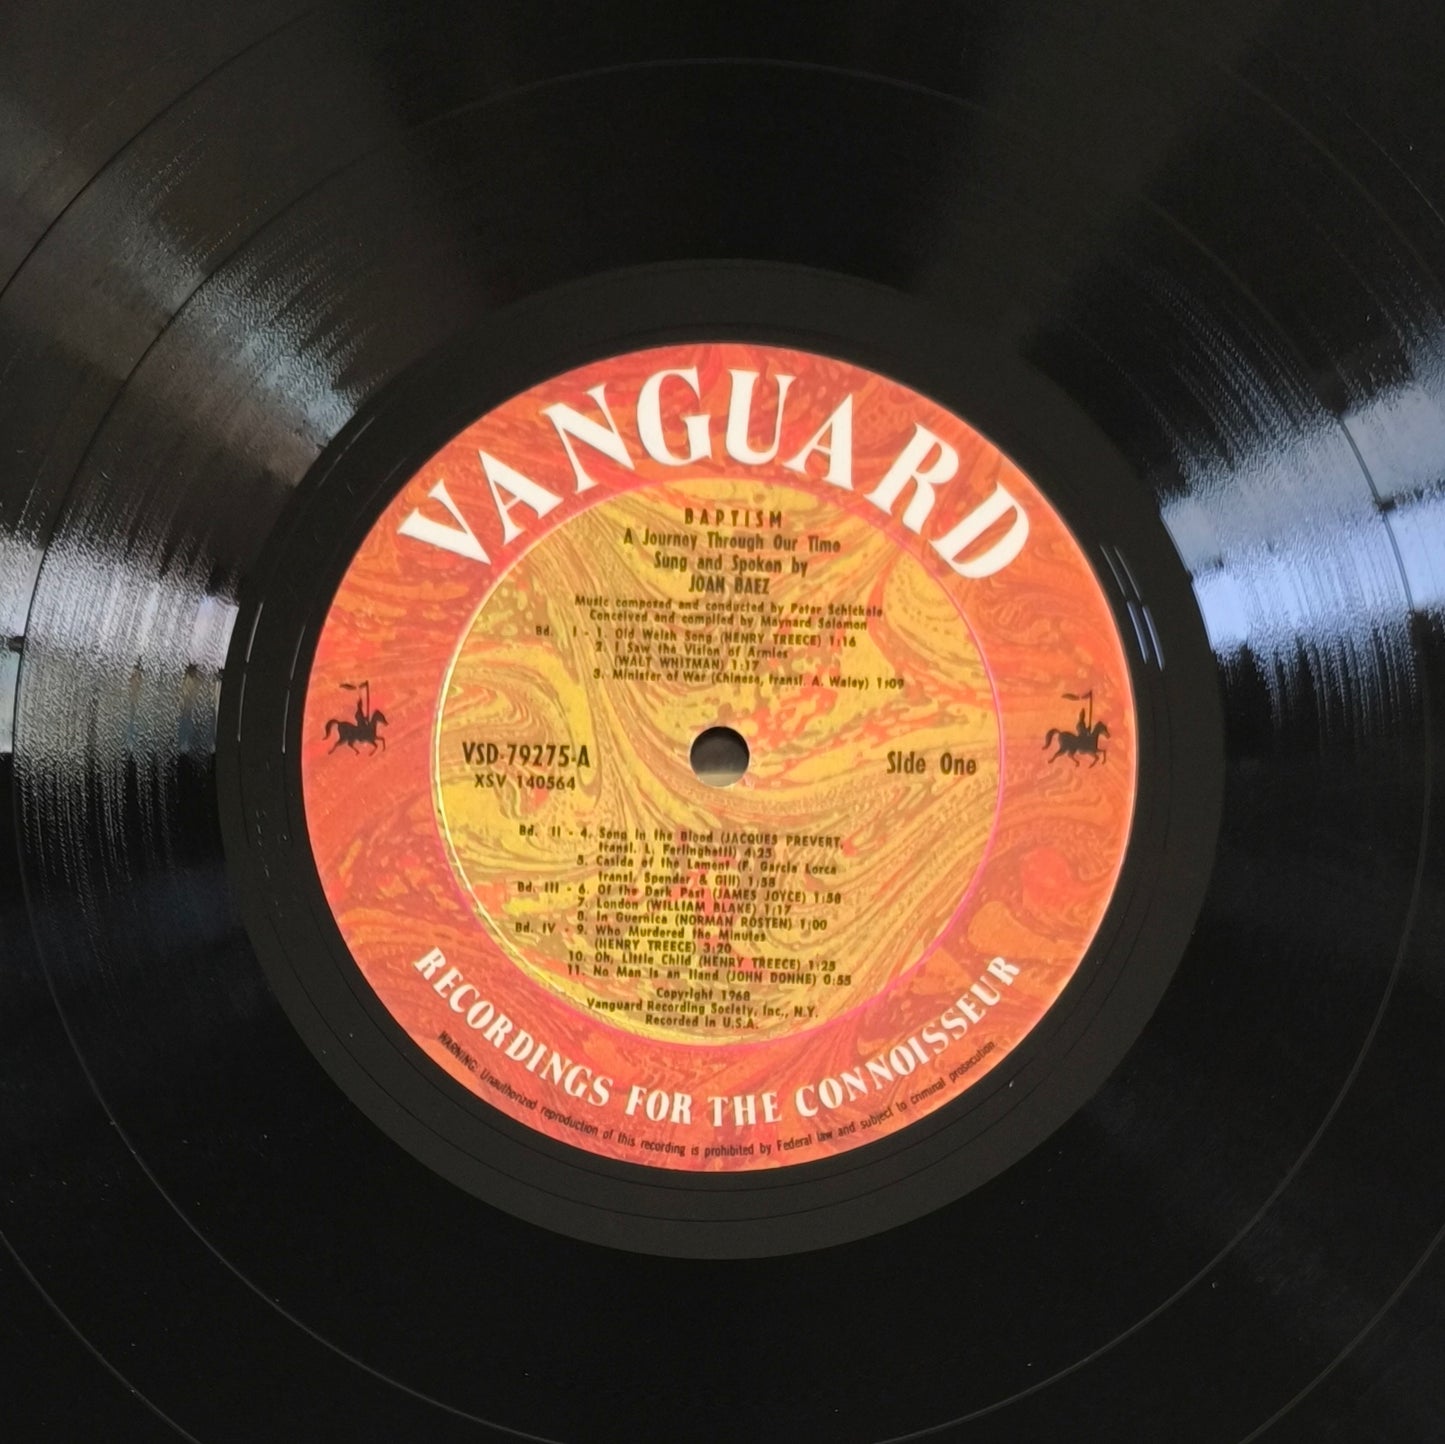 VANGUARD
BAPTISM
A Journey Through Our Time
Sung and Spoken by
JOAN BAEZ
Music composed and conducted by Peter Schickele
Conceived and compiled by Maynard Solomon
Bd. I - 1. Old Welsh Song (HENRY TREECE) 1:16
2. I Saw the Vision of Armies
(WALT WHITMAN) 1:17
3. Minister of War (Chinese, transl. A. Waley) 1:09
VSD-79275-A
XSV 140564
Side One
Bd. II - 4. Song in the Blood (JACQUES PREVERT,
transl. L. Ferlinghetti) 4:25
5. Casida of the Lament (F. Garcia Lorca
transl. Spender & Gili) 1:58
Bd. III - 6. Of the Dark Past (JAMES JOYCE) 1:58
7. London (WILLIAM BLAKE) 1:17
8. In Guernica (NORMAN ROSTEN) 1:00
Bd. IV - 9. Who Murdered the Minutes
(HENRY TREECE) 3:20
10. Oh, Little Child (HENRY TREECE) 1:25
11. No Man Is an Iland (JOHN DONNE) 0:55
Copyright 1968
Vanguard Recording Society, Inc., N.Y.
Recorded in U.S.A.
RECORDINGS FOR THE CONNOISSEUR
WARNING: Unauthorized reproduction of this recording is prohibited by Federal law and subject to criminal prosecution.